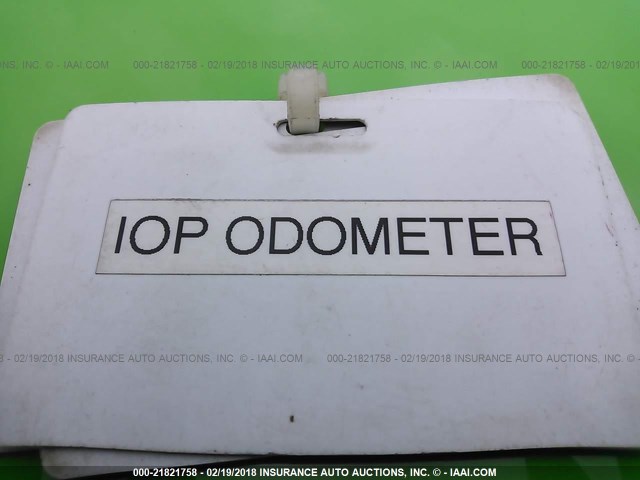 NS, INC. © - IAAI.COM 000-21821758 - 02/19/2018 INSURANCE AUTO AUCTIONS, INC. © - IAAI.COM 000-21821758 - 02/19/2018
IOP ODOMETER
8 - 02/19/2018 INSURANCE AUTO AUCTIONS, INC. © - IAAI.COM 000-21821758 - 02/19/2018 INSURANCE AUTO AUCTIONS, INC. ©
000-21821758 - 02/19/2018 INSURANCE AUTO AUCTIONS, INC. © - IAAI.COM